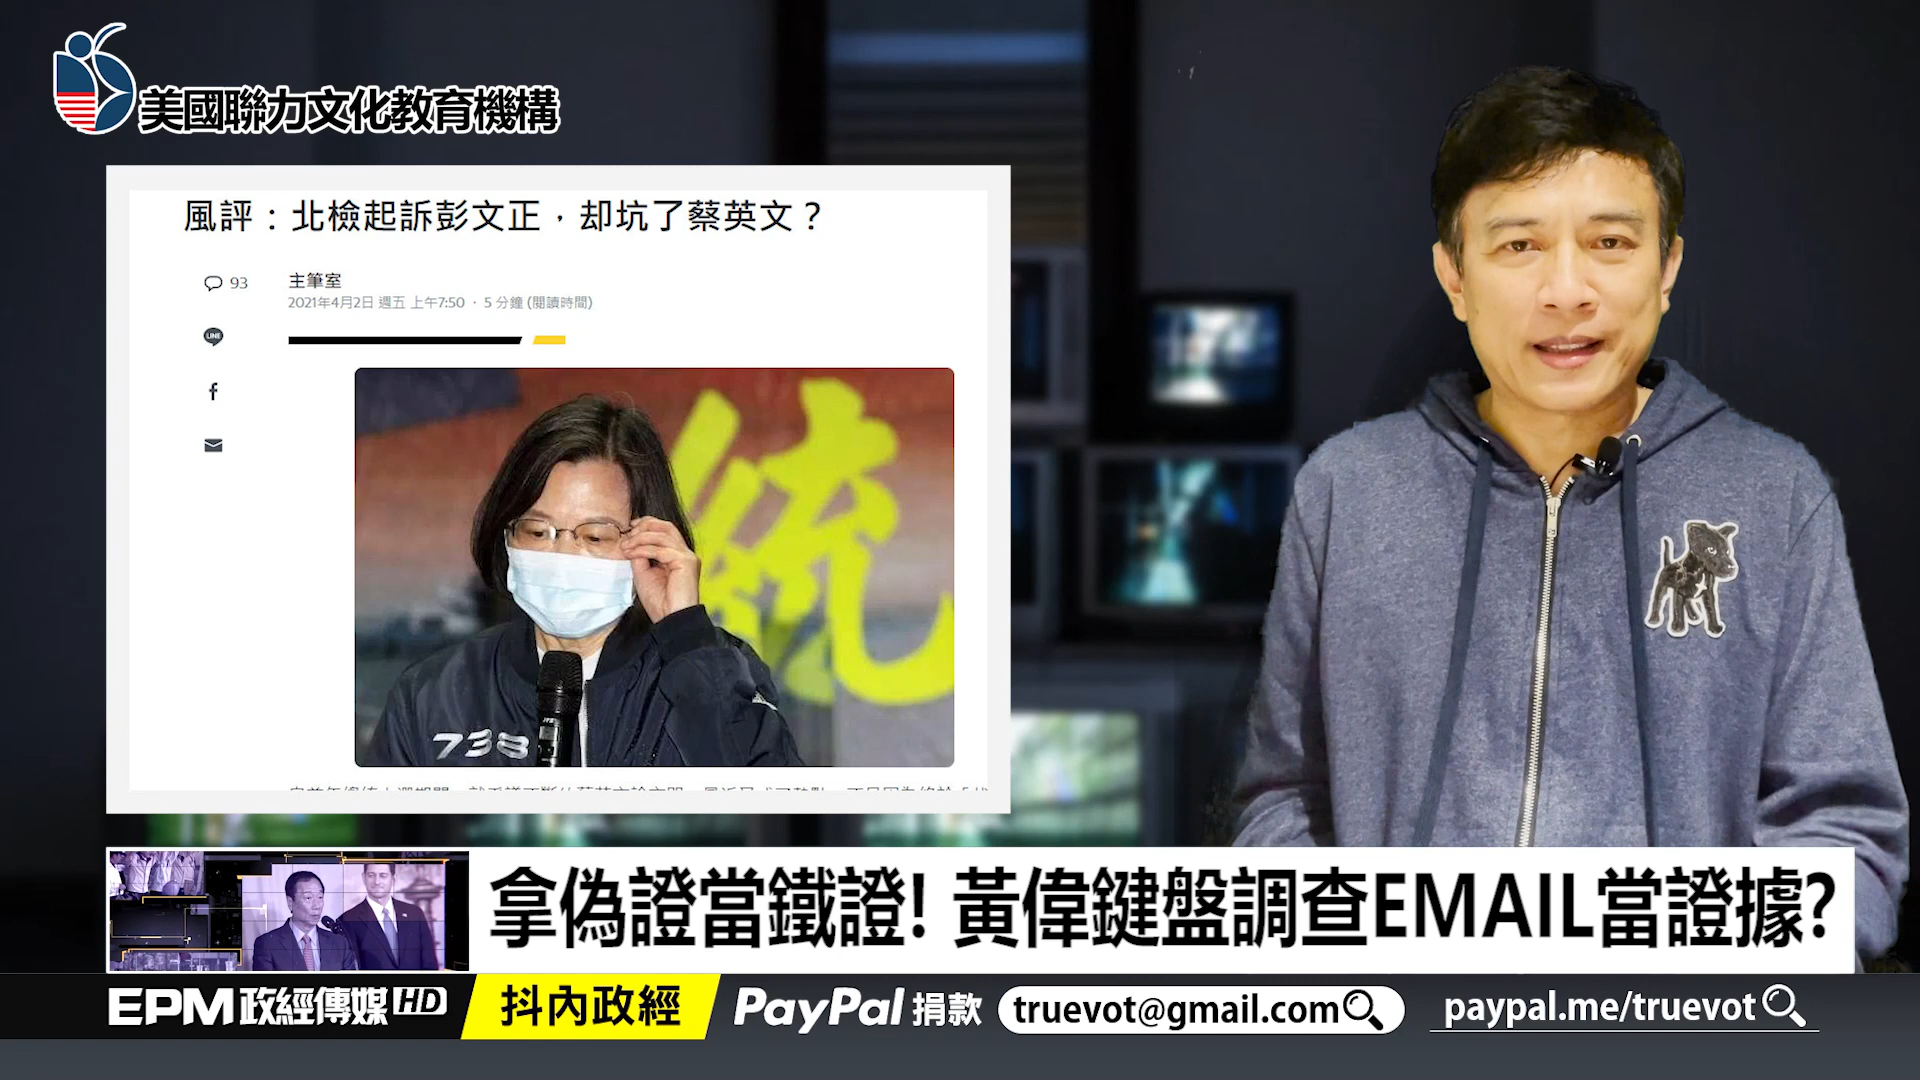 美國聯力文化教育機構
風評：北檢起訴彭文正，却坑了蔡英文？
93
主筆室
2021年4月2日 週五 上午7:50 · 5 分鐘 (閱讀時間)
LINE
統
738
JTS
拿偽證當鐵證! 黃偉鍵盤調查EMAIL當證據?
EPM政經傳媒HD
抖內政經
PayPal 捐款
truevot@gmail.com
paypal.me/truevot